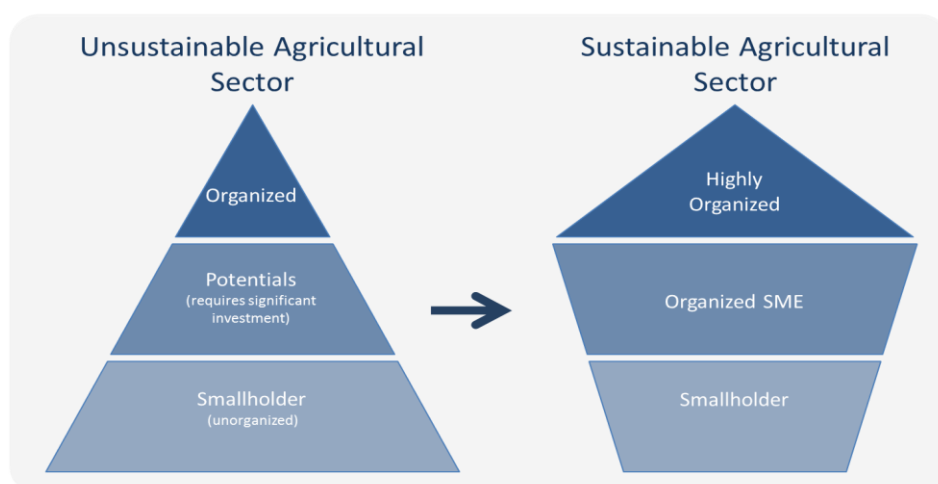 Unsustainable Agricultural
Sector
Organized
Potentials
(requires significant
investment)
Smallholder
(unorganized)
Sustainable Agricultural
Sector
Highly
Organized
Organized SME
Smallholder